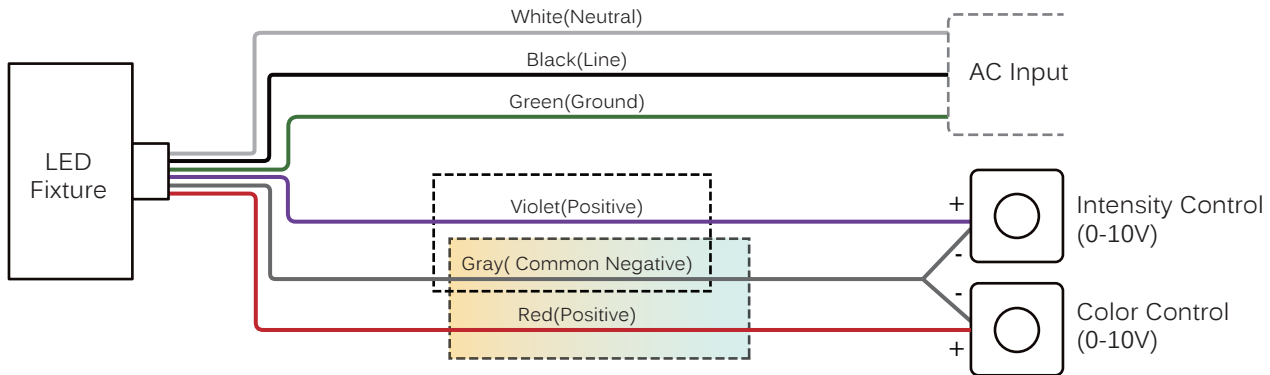 White(Neutral)
Black(Line)
AC Input
Green(Ground)
LED
Fixture
Violet(Positive)
+
Intensity Control
(0-10V)
-
Gray( Common Negative)
-
Red(Positive)
Color Control
+
(0-10V)